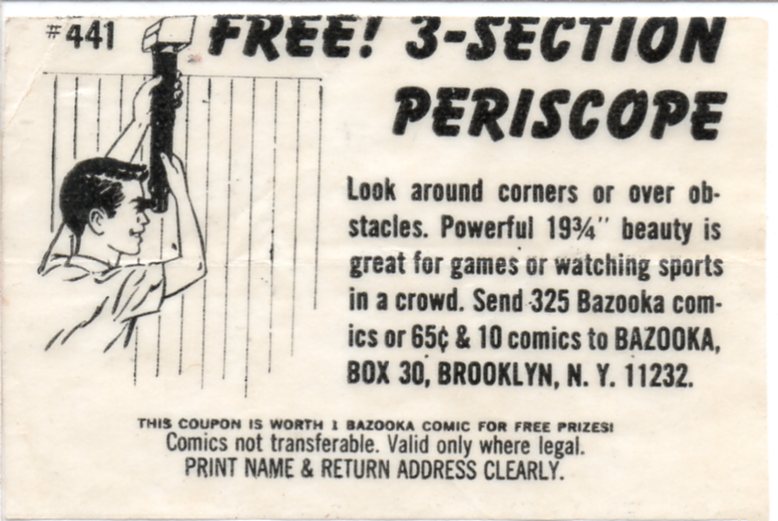 #441 FREE! 3-SECTION
PERISCOPE
Look around corners or over ob-
stacles. Powerful 19¾" beauty is
great for games or watching sports
in a crowd. Send 325 Bazooka com-
ics or 65¢ & 10 comics to BAZOOKA,
BOX 30, BROOKLYN, N. Y. 11232.
THIS COUPON IS WORTH 1 BAZOOKA COMIC FOR FREE PRIZES!
Comics not transferable. Valid only where legal.
PRINT NAME & RETURN ADDRESS CLEARLY.